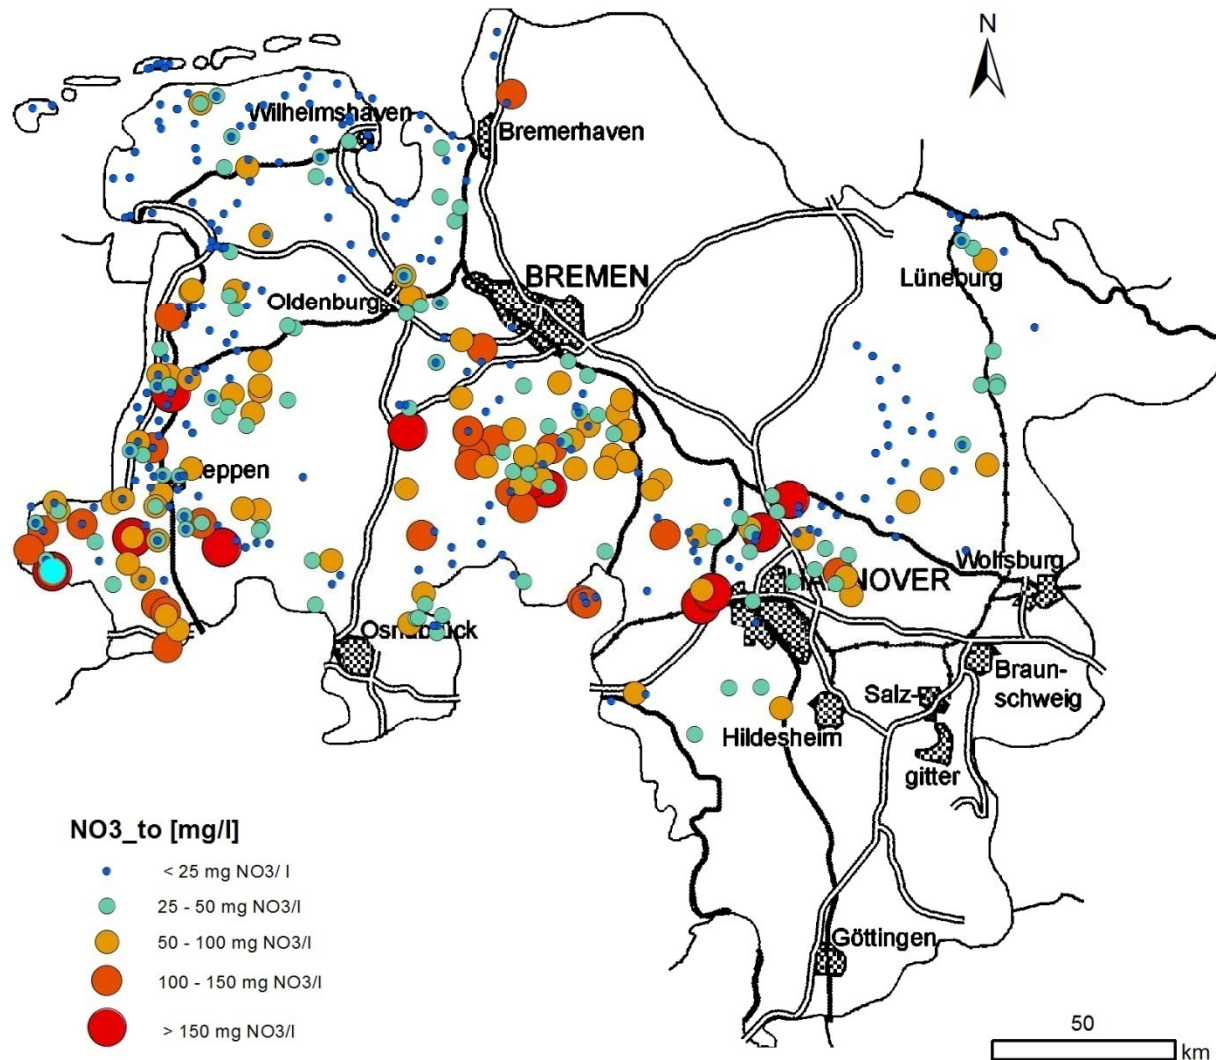 N
Wilhelmshaven
Bremerhaven
BREMEN
Oldenburg
Lüneburg
eppen
Wolfsburg
HANNOVER
Osnabrück
Braun-
schweig
Salz-
gitter
Hildesheim
Göttingen
NO3_to [mg/l]
< 25 mg NO3/ l
25 - 50 mg NO3/l
50 - 100 mg NO3/l
100 - 150 mg NO3/l
> 150 mg NO3/l
50
km